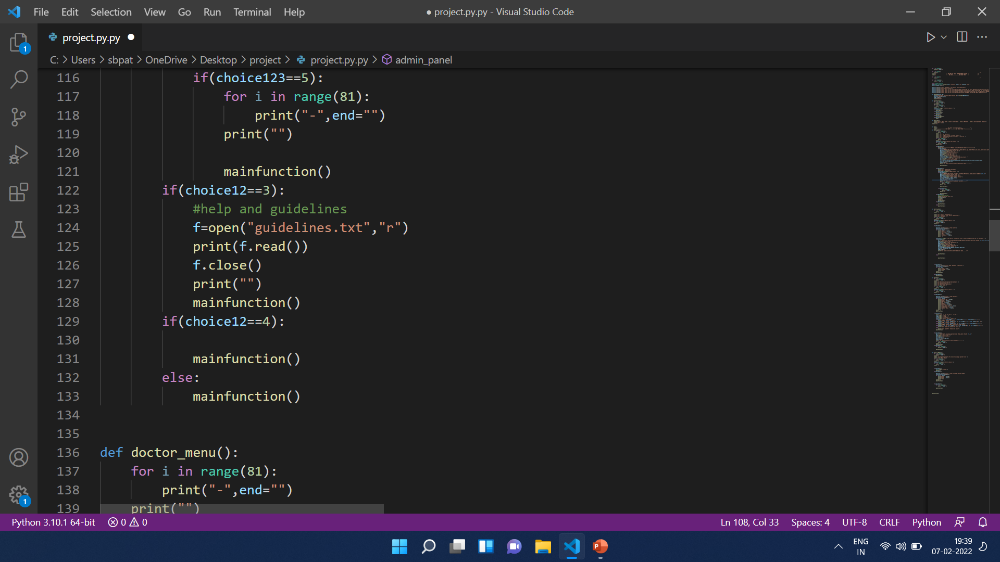 File Edit Selection View Go Run Terminal Help
● project.py.py - Visual Studio Code
project.py.py ●
C: > Users > sbpat > OneDrive > Desktop > project > project.py.py > admin_panel
116 if(choice123==5):
117 for i in range(81):
118 print("-",end="")
119 print("")
120
121 mainfunction()
122 if(choice12==3):
123 #help and guidelines
124 f=open("guidelines.txt","r")
125 print(f.read())
126 f.close()
127 print("")
128 mainfunction()
129 if(choice12==4):
130
131 mainfunction()
132 else:
133 mainfunction()
134
135
136 def doctor_menu():
137 for i in range(81):
138 print("-",end="")
139 print("")
1
1
Python 3.10.1 64-bit 0 0 Ln 108, Col 33 Spaces: 4 UTF-8 CRLF Python
P
ENG
IN
19:39
07-02-2022